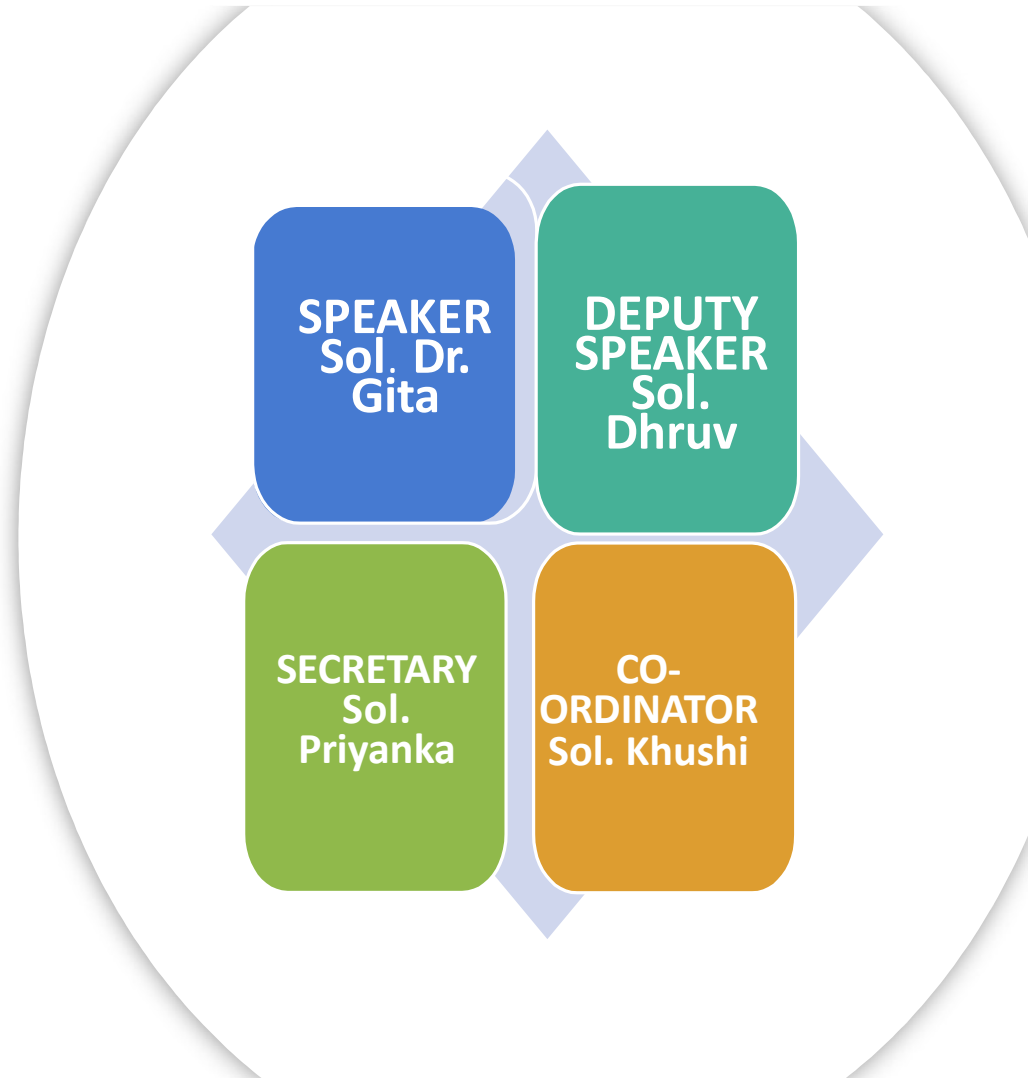 SPEAKER
Sol. Dr.
Gita
DEPUTY
SPEAKER
Sol.
Dhruv
SECRETARY
Sol.
Priyanka
CO-
ORDINATOR
Sol. Khushi